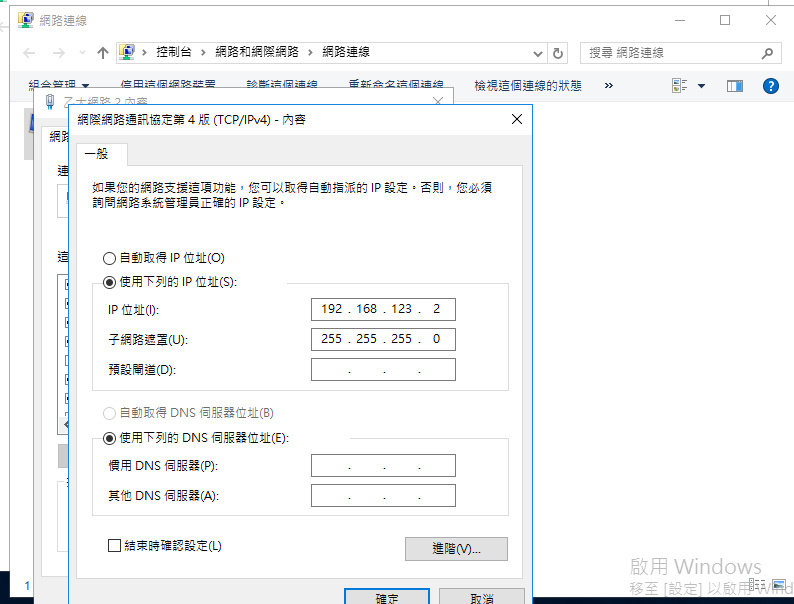 網路連線
控制台 › 網路和網際網路 › 網路連線
搜尋 網路連線
組合管理 停用這個網路裝置 診斷這個連線 重新命名這個連線 檢視這個連線的狀態 »
乙太網路 2 內容
網際網路通訊協定第 4 版 (TCP/IPv4) - 內容
網路
一般
連
如果您的網路支援這項功能，您可以取得自動指派的 IP 設定。否則，您必須
詢問網路系統管理員正確的 IP 設定。
這
自動取得 IP 位址(O)
使用下列的 IP 位址(S):
IP 位址(I):
192 . 168 . 123 . 2
子網路遮罩(U):
255 . 255 . 255 . 0
預設閘道(D):
. . .
自動取得 DNS 伺服器位址(B)
使用下列的 DNS 伺服器位址(E):
慣用 DNS 伺服器(P):
. . .
其他 DNS 伺服器(A):
. . .
結束時確認設定(L)
進階(V)...
啟用 Windows
移至 [設定] 以啟用 Wind
1
確定
取消